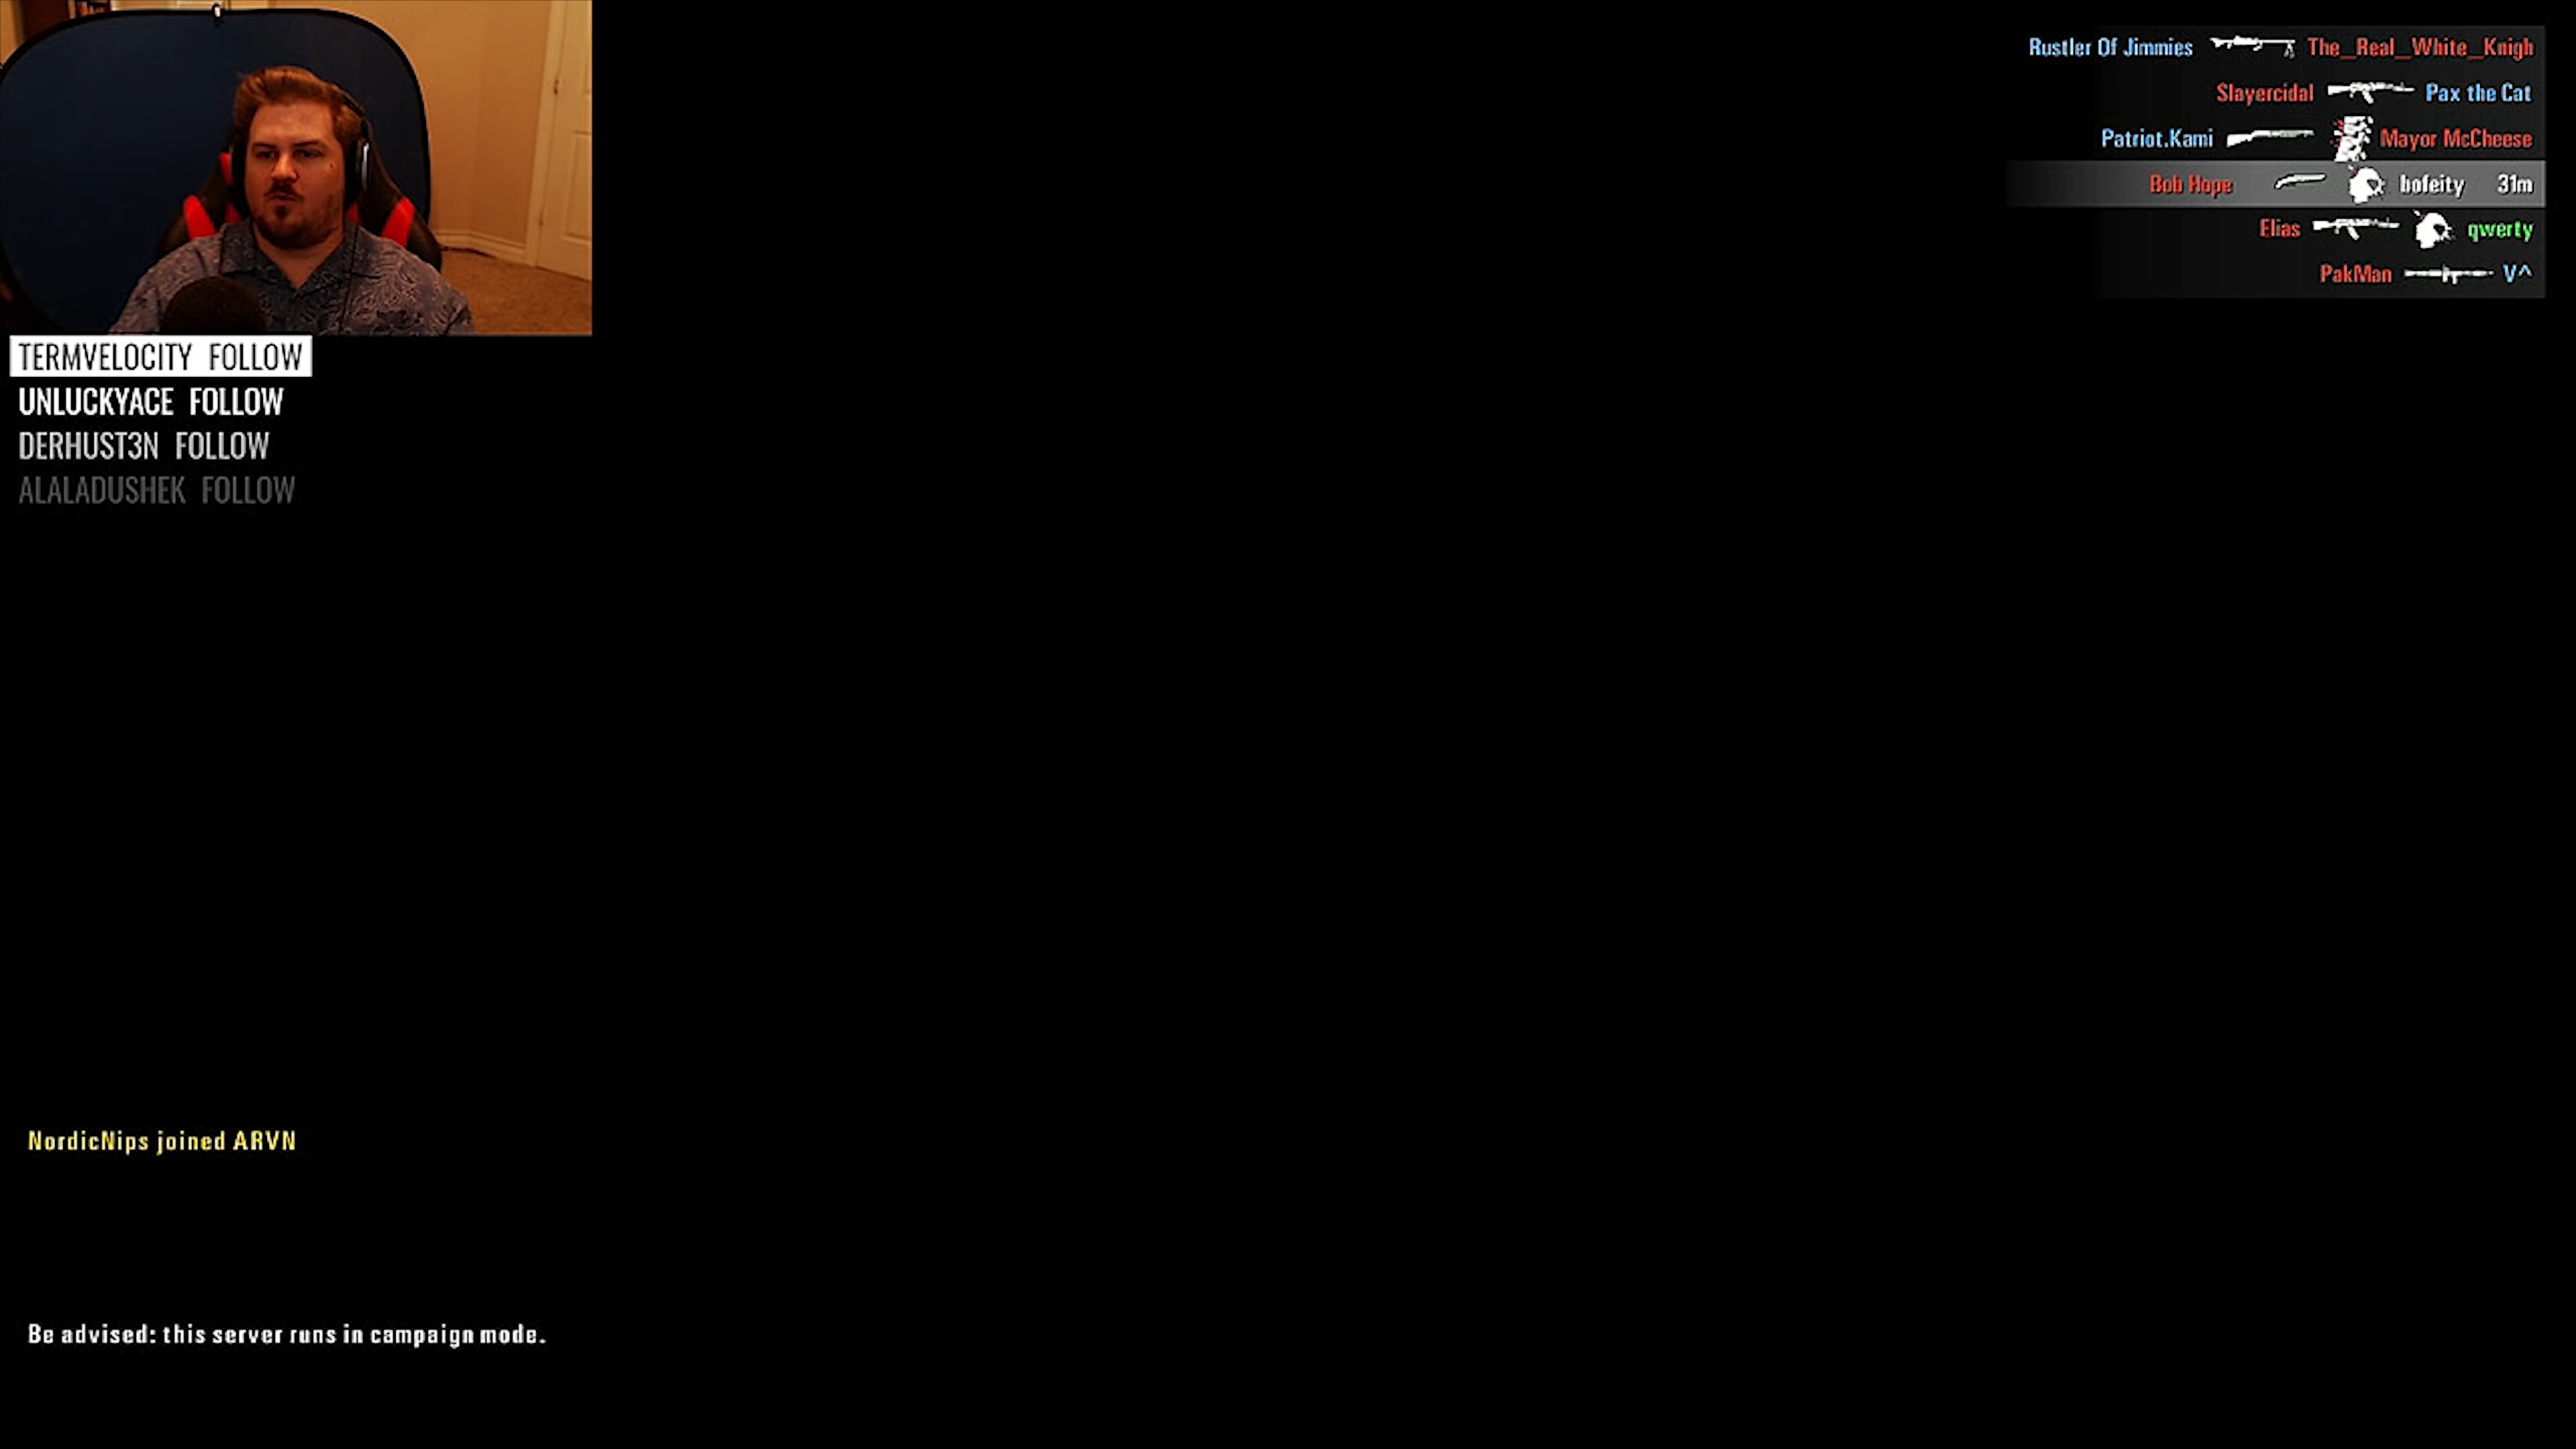 Rustler Of Jimmies The_Real_White_Knigh
Slayercidal Pax the Cat
Patriot.Kami Mayor McCheese
Bob Hope bofeity 31m
Elias qwerty
PakMan V^
TERMVELOCITY FOLLOW
UNLUCKYACE FOLLOW
DERHUST3N FOLLOW
ALALADUSHEK FOLLOW
NordicNips joined ARVN
Be advised: this server runs in campaign mode.